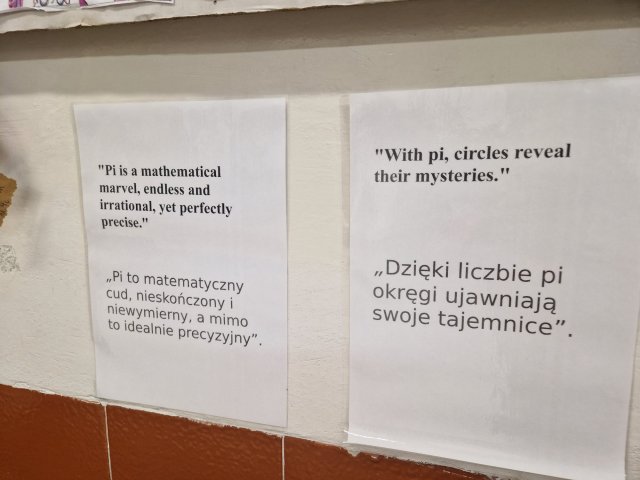 "Pi is a mathematical
marvel, endless and
irrational, yet perfectly
precise."
„Pi to matematyczny
cud, nieskończony i
niewymierny, a mimo
to idealnie precyzyjny”.
"With pi, circles reveal
their mysteries."
„Dzięki liczbie pi
okręgi ujawniają
swoje tajemnice”.